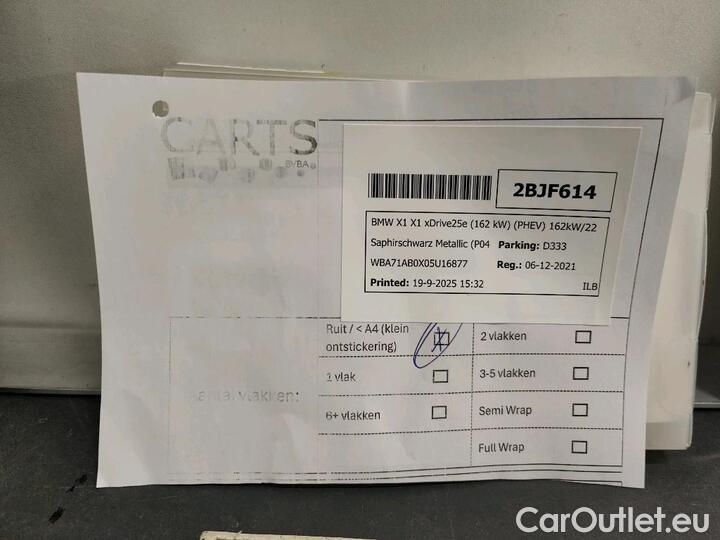 CARTS
BVBA
2BJF614
BMW X1 X1 xDrive25e (162 kW) (PHEV) 162kW/22
Saphirschwarz Metallic (P04 Parking: D333
WBA71AB0X05U16877 Reg.: 06-12-2021
Printed: 19-9-2025 15:32 ILB
Ruit / < A4 (klein
ontstickering)
2 vlakken
1 vlak
3-5 vlakken
aantal vlakken:
6+ vlakken
Semi Wrap
Full Wrap
CarOutlet.eu